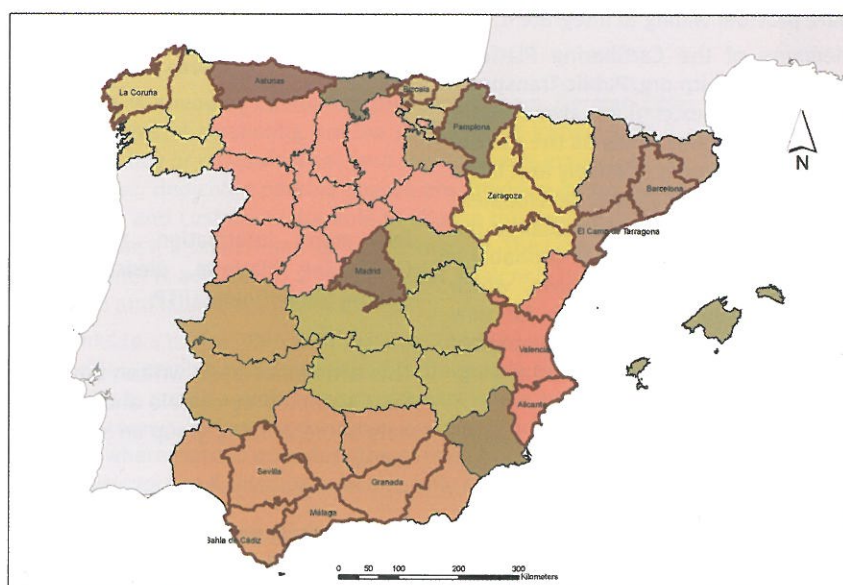 La Coruña
Asturias
Pamplona
N
Zaragoza
Barcelona
El Camp de Tarragona
Madrid
Valencia
Alicante
Sevilla
Granada
Málaga
Bahía de Cádiz
0 50 100 200 300
Kilometers